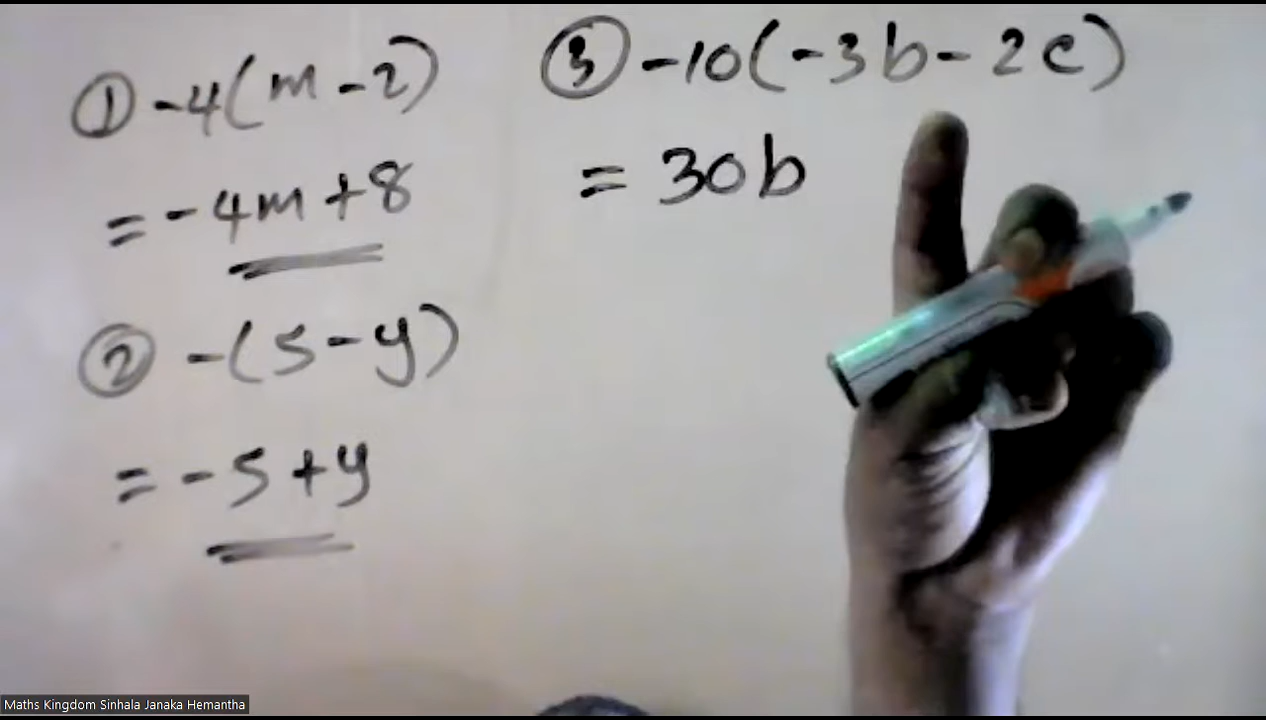 ① -4(m-2)
= -4m+8
② -(5-y)
= -5+y
③ -10(-3b-2c)
= 30b
Maths Kingdom Sinhala Janaka Hemantha